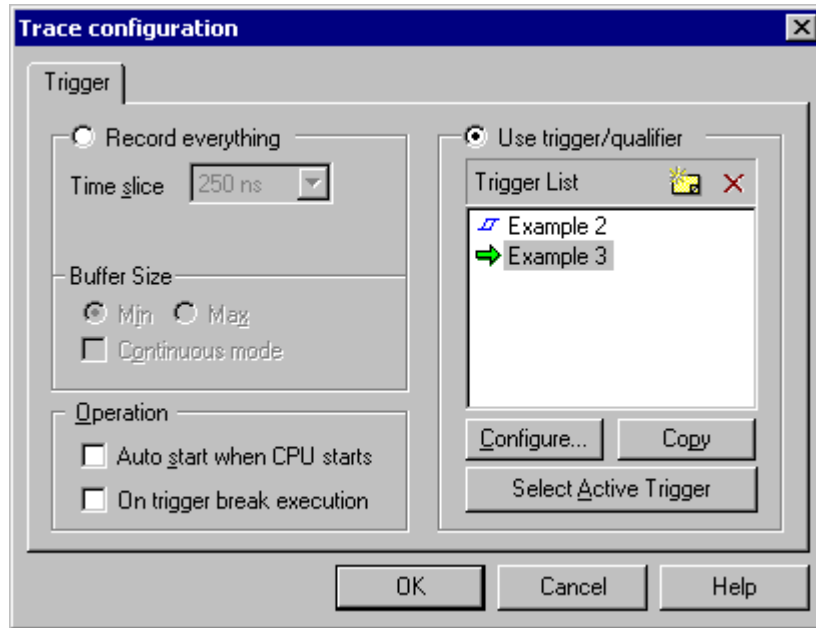 Trace configuration
Trigger
Record everything
Time slice 250 ns
Buffer Size
Min Max
Continuous mode
Operation
Auto start when CPU starts
On trigger break execution
Use trigger/qualifier
Trigger List
Example 2
Example 3
Configure... Copy
Select Active Trigger
OK Cancel Help